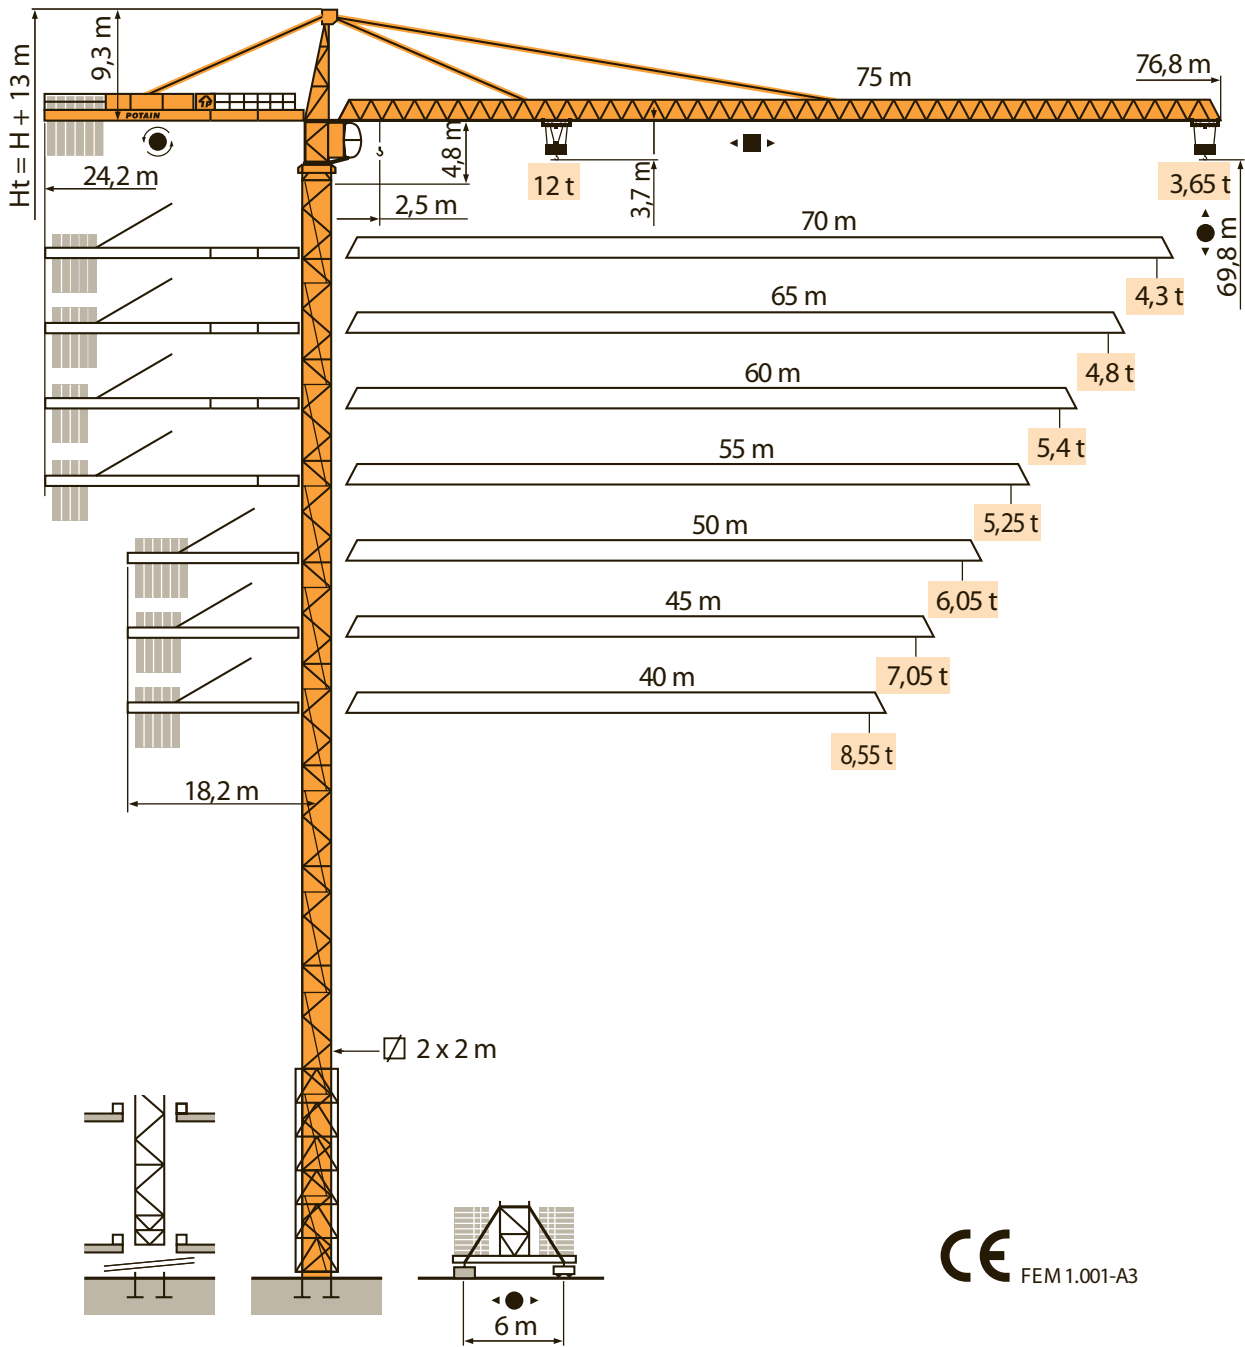 Ht = H + 13 m
9,3 m
75 m
76,8 m
POTAIN
4,8 m
24,2 m
12 t
3,7 m
3,65 t
2,5 m
69,8 m
70 m
4,3 t
65 m
4,8 t
60 m
5,4 t
55 m
5,25 t
50 m
6,05 t
45 m
7,05 t
40 m
8,55 t
18,2 m
2 x 2 m
CE FEM 1.001-A3
6 m